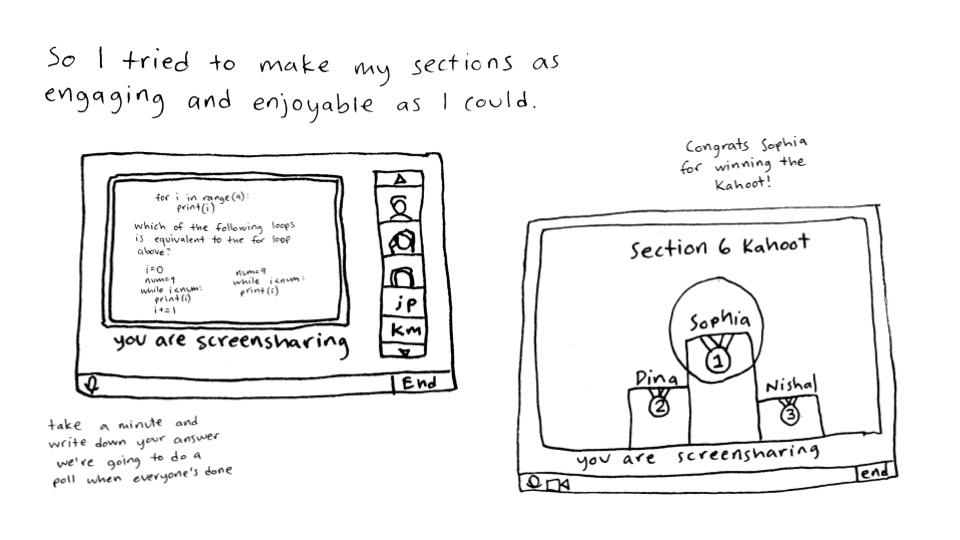 So I tried to make my sections as
engaging and enjoyable as I could.
for i in range(9):
print(i)
which of the following loops
is equivalent to the for loop
above?
i=0
num=9
while i<num:
print(i)
i+=1
num=9
while i<num:
print(i)
jp
km
you are screensharing
End
take a minute and
write down your answer
we're going to do a
poll when everyone's done
Congrats Sophia
for winning the
Kahoot!
Section 6 Kahoot
Sophia
1
Dina
2
Nishal
3
you are screensharing
end